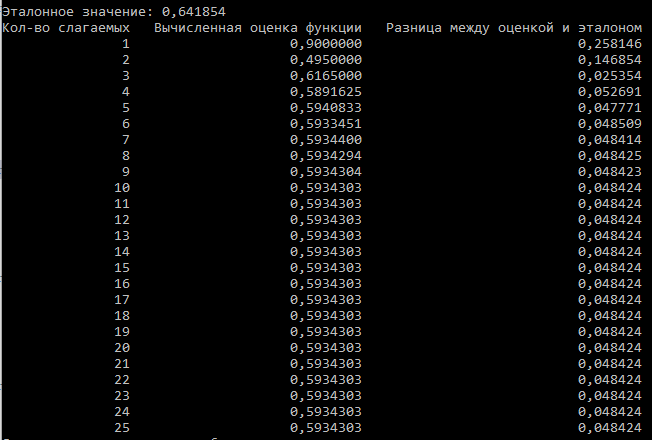 Эталонное значение: 0,641854
Кол-во слагаемых Вычисленная оценка функции Разница между оценкой и эталоном
1 0,9000000 0,258146
2 0,4950000 0,146854
3 0,6165000 0,025354
4 0,5891625 0,052691
5 0,5940833 0,047771
6 0,5933451 0,048509
7 0,5934400 0,048414
8 0,5934294 0,048425
9 0,5934304 0,048423
10 0,5934303 0,048424
11 0,5934303 0,048424
12 0,5934303 0,048424
13 0,5934303 0,048424
14 0,5934303 0,048424
15 0,5934303 0,048424
16 0,5934303 0,048424
17 0,5934303 0,048424
18 0,5934303 0,048424
19 0,5934303 0,048424
20 0,5934303 0,048424
21 0,5934303 0,048424
22 0,5934303 0,048424
23 0,5934303 0,048424
24 0,5934303 0,048424
25 0,5934303 0,048424